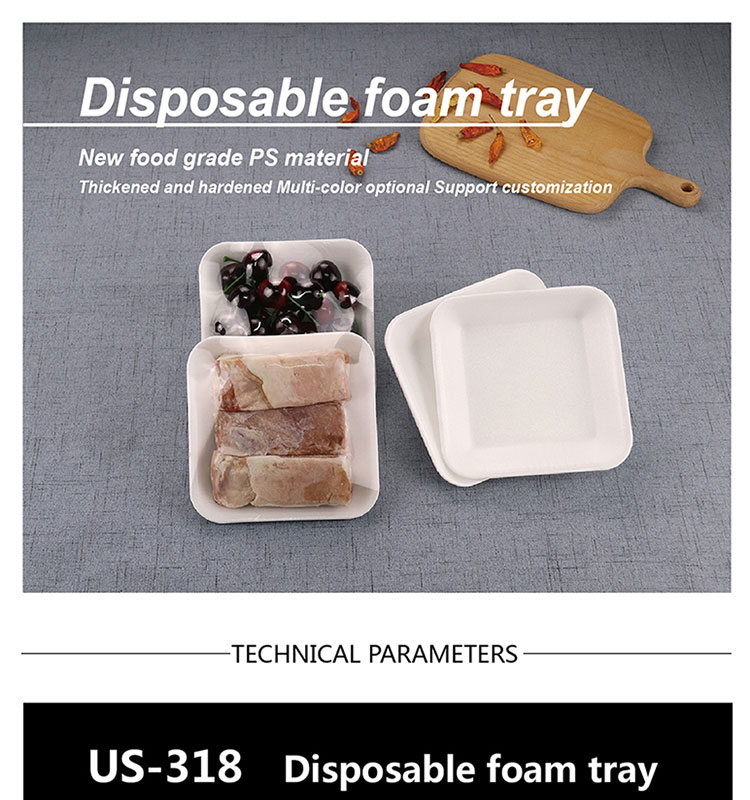 Disposable foam tray
New food grade PS material
Thickened and hardened Multi-color optional Support customization
TECHNICAL PARAMETERS
US-318 Disposable foam tray